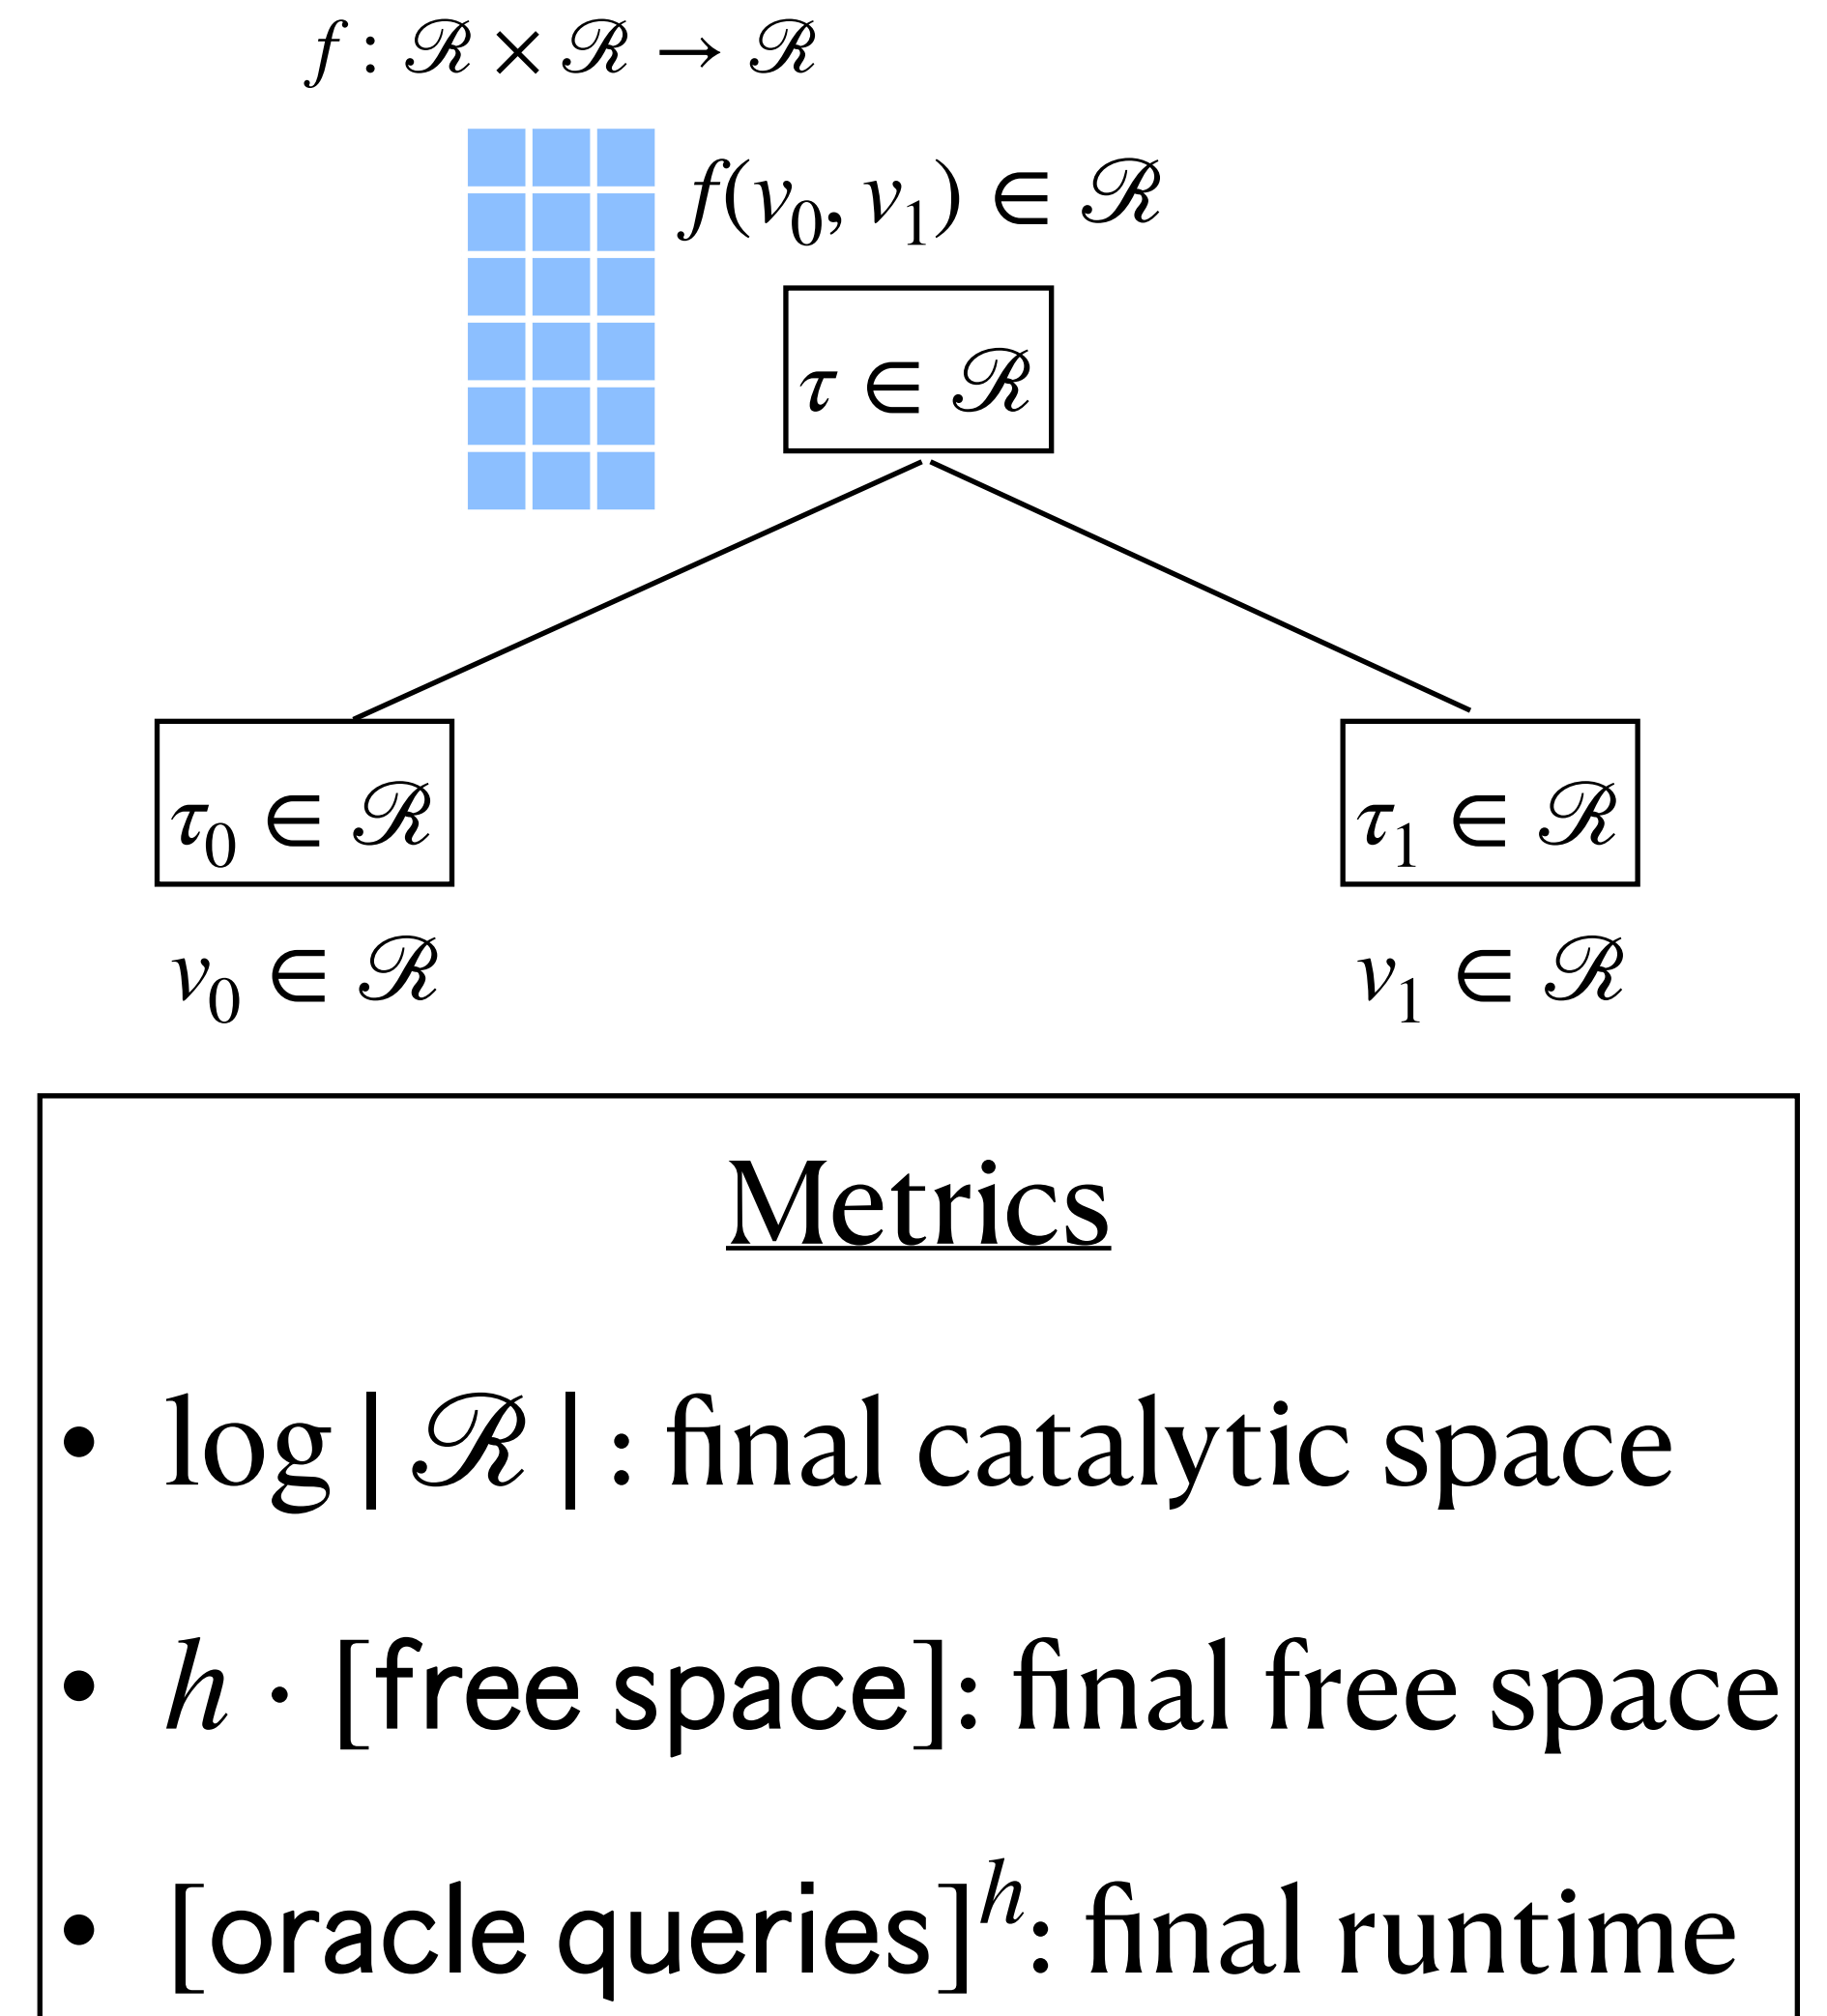 f : ℛ × ℛ → ℛ
f(v₀, v₁) ∈ ℛ
τ ∈ ℛ
τ₀ ∈ ℛ
τ₁ ∈ ℛ
v₀ ∈ ℛ
v₁ ∈ ℛ
Metrics
• log |ℛ| : final catalytic space
• h · [free space]: final free space
• [oracle queries]ʰ: final runtime